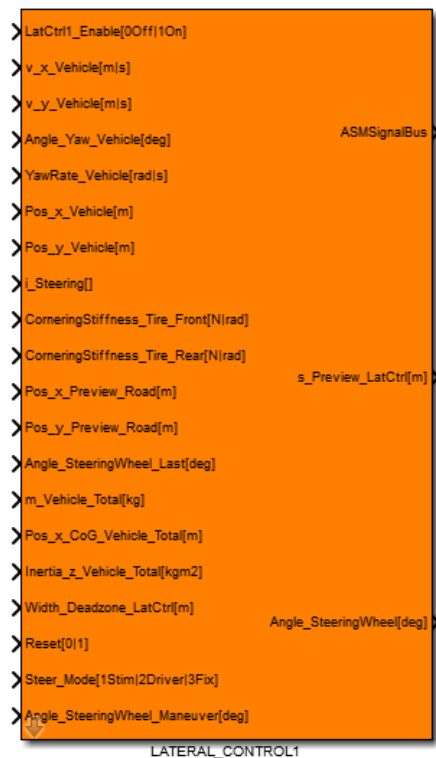 LatCtrl1_Enable[0Off|1On]
v_x_Vehicle[m|s]
v_y_Vehicle[m|s]
Angle_Yaw_Vehicle[deg]
ASMSignalBus
YawRate_Vehicle[rad|s]
Pos_x_Vehicle[m]
Pos_y_Vehicle[m]
i_Steering[]
CorneringStiffness_Tire_Front[N|rad]
CorneringStiffness_Tire_Rear[N|rad]
s_Preview_LatCtrl[m]
Pos_x_Preview_Road[m]
Pos_y_Preview_Road[m]
Angle_SteeringWheel_Last[deg]
m_Vehicle_Total[kg]
Pos_x_CoG_Vehicle_Total[m]
Inertia_z_Vehicle_Total[kgm2]
Width_Deadzone_LatCtrl[m]
Angle_SteeringWheel[deg]
Reset[0|1]
Steer_Mode[1Stim|2Driver|3Fix]
Angle_SteeringWheel_Maneuver[deg]
LATERAL_CONTROL1